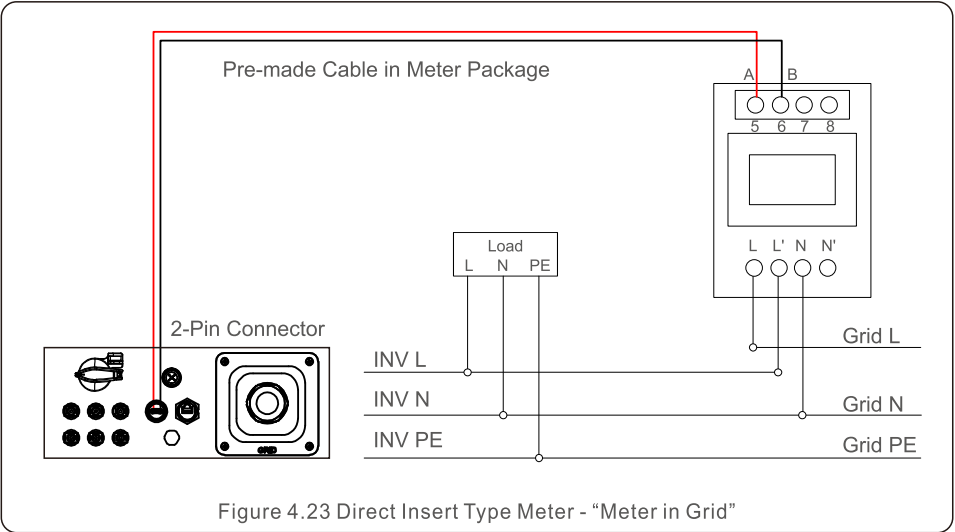 Pre-made Cable in Meter Package
A B
5 6 7 8
Load
L N PE
L L' N N'
2-Pin Connector
Grid L
INV L
INV N
Grid N
INV PE
Grid PE
GRID
Figure 4.23 Direct Insert Type Meter - “Meter in Grid”